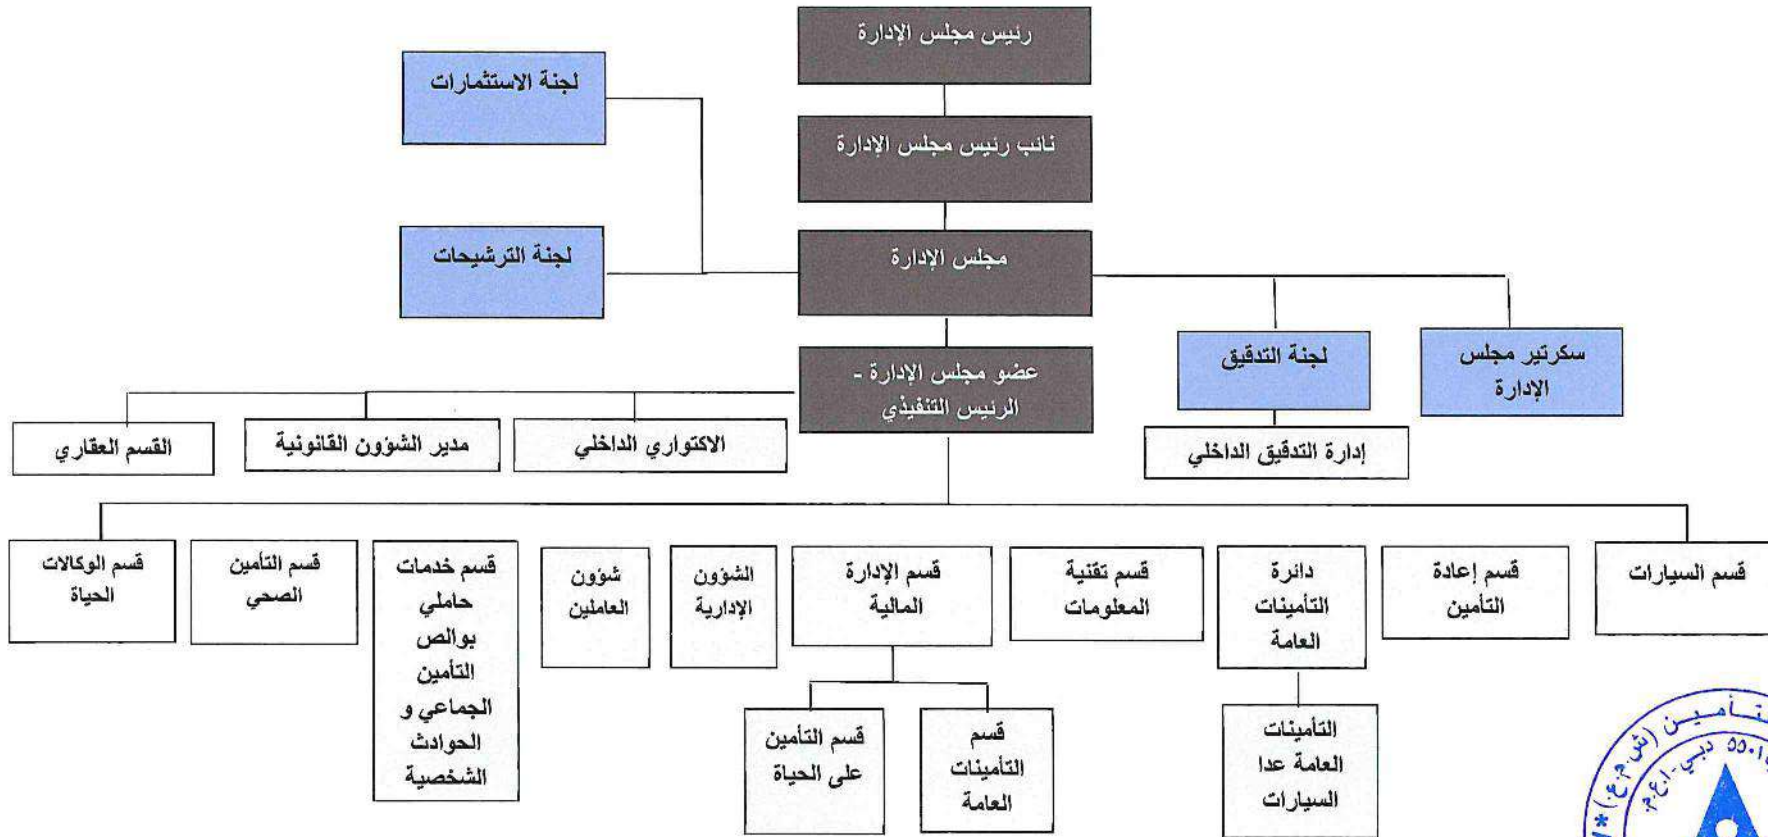 رئيس مجلس الإدارة
لجنة الاستثمارات
نائب رئيس مجلس الإدارة
مجلس الإدارة
لجنة الترشيحات
سكرتير مجلس
الإدارة
لجنة التدقيق
عضو مجلس الإدارة -
الرئيس التنفيذي
إدارة التدقيق الداخلي
الاكتواري الداخلي
مدير الشؤون القانونية
القسم العقاري
قسم السيارات
قسم إعادة
التأمين
دائرة
التأمينات
العامة
قسم تقنية
المعلومات
قسم الإدارة
المالية
الشؤون
الإدارية
شؤون
العاملين
قسم خدمات
حاملي
بوالص
التأمين
الجماعي و
الحوادث
الشخصية
قسم التأمين
الصحي
قسم الوكالات
الحياة
التأمينات
العامة عدا
السيارات
قسم
التأمينات
العامة
قسم التأمين
على الحياة
تأمين (ش.م.ع)
دبي - ا.ع.م.